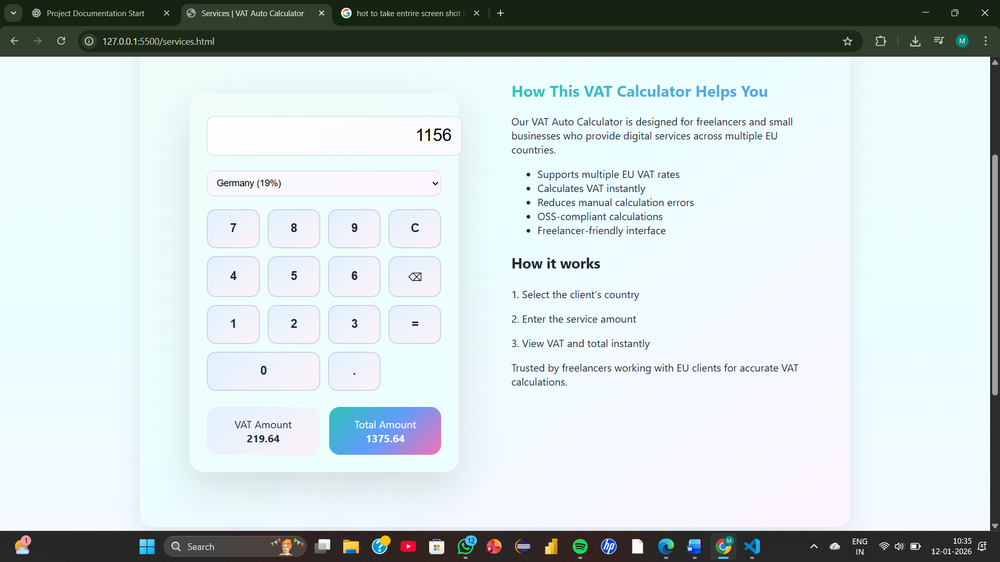 Project Documentation Start
Services | VAT Auto Calculator
hot to take entrire screen shot i
127.0.0.1:5500/services.html
M
1156
Germany (19%)
7 8 9 C
4 5 6 ⌫
1 2 3 =
0 .
VAT Amount
219.64
Total Amount
1375.64
How This VAT Calculator Helps You
Our VAT Auto Calculator is designed for freelancers and small
businesses who provide digital services across multiple EU
countries.
• Supports multiple EU VAT rates
• Calculates VAT instantly
• Reduces manual calculation errors
• OSS-compliant calculations
• Freelancer-friendly interface
How it works
1. Select the client’s country
2. Enter the service amount
3. View VAT and total instantly
Trusted by freelancers working with EU clients for accurate VAT
calculations.
1
Search
12
hp
M
ENG
IN
10:35
12-01-2026